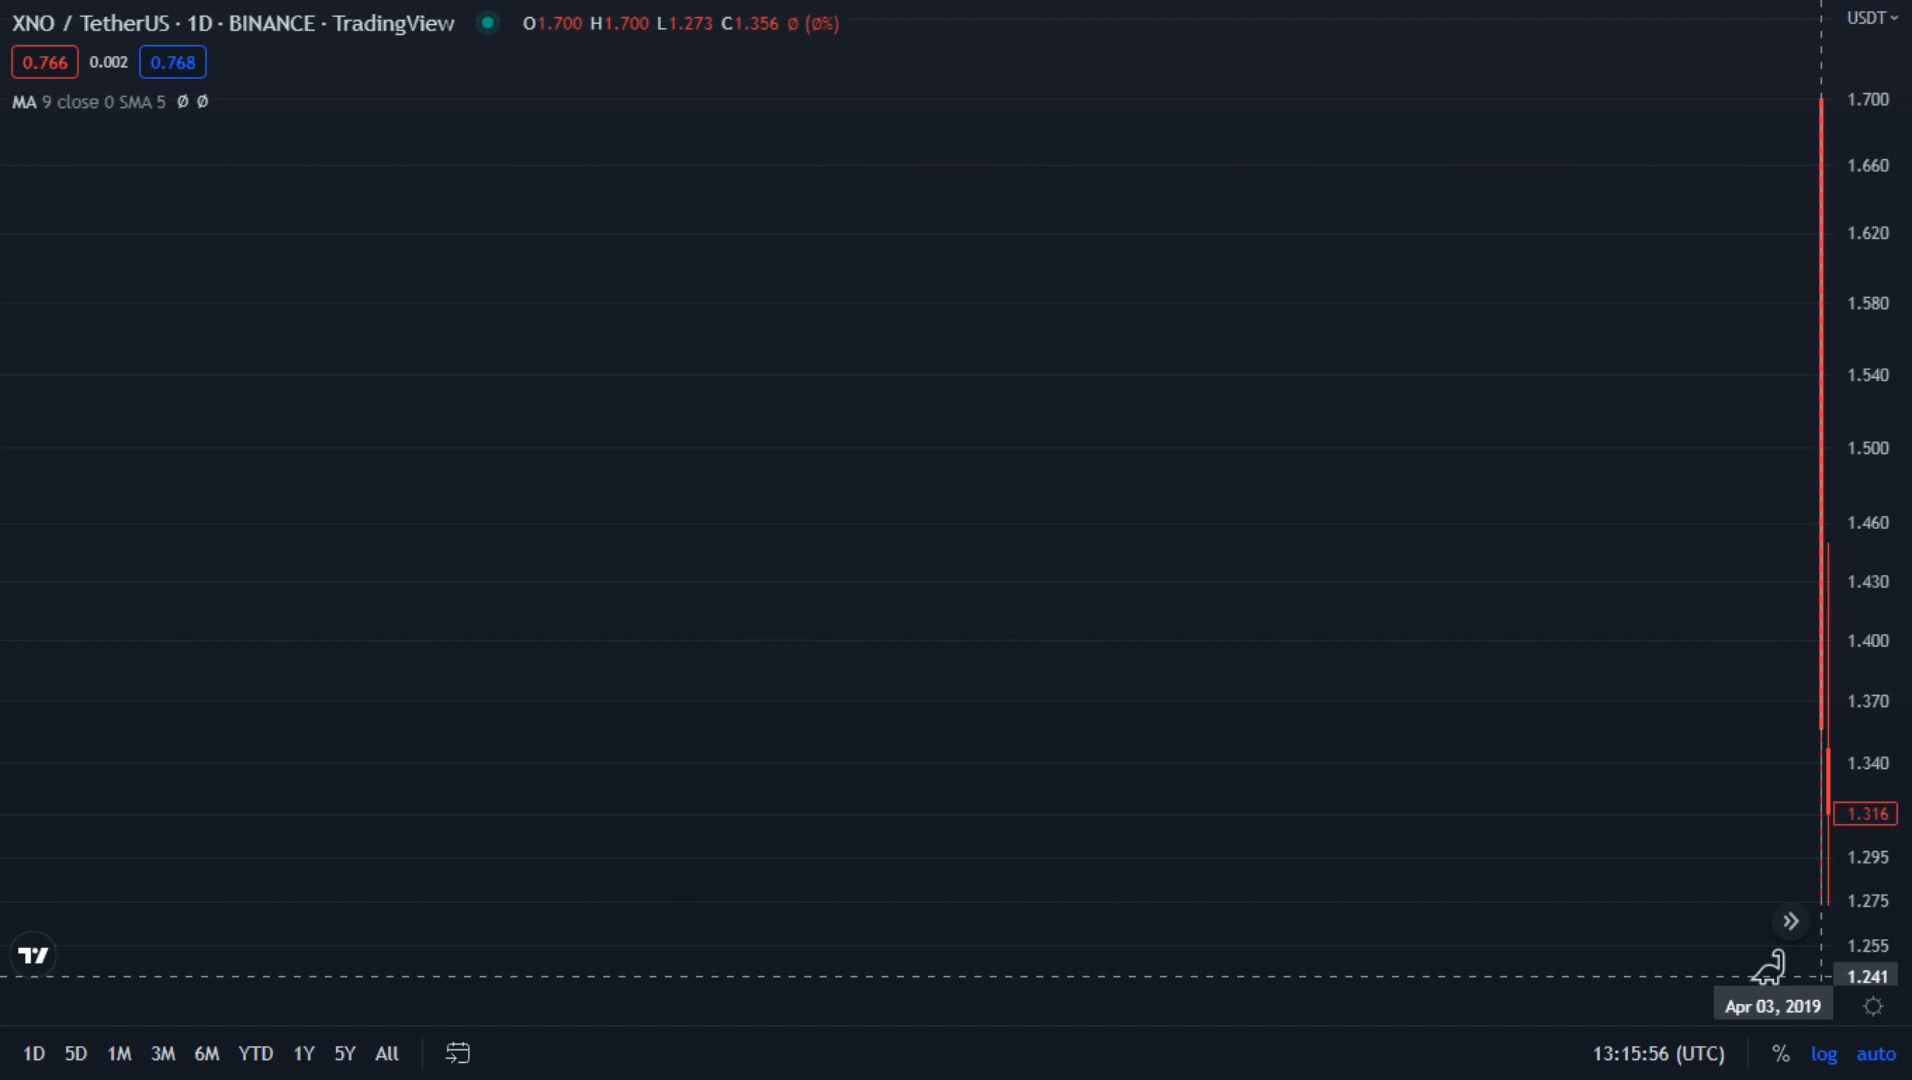 XNO / TetherUS · 1D · BINANCE · TradingView O1.700 H1.700 L1.273 C1.356 ∅ (∅%)
USDT
0.766 0.002 0.768
MA 9 close 0 SMA 5 ∅ ∅
1.700
1.660
1.620
1.580
1.540
1.500
1.460
1.430
1.400
1.370
1.340
1.316
1.295
1.275
1.255
1.241
Apr 03, 2019
1D 5D 1M 3M 6M YTD 1Y 5Y All 13:15:56 (UTC) % log auto